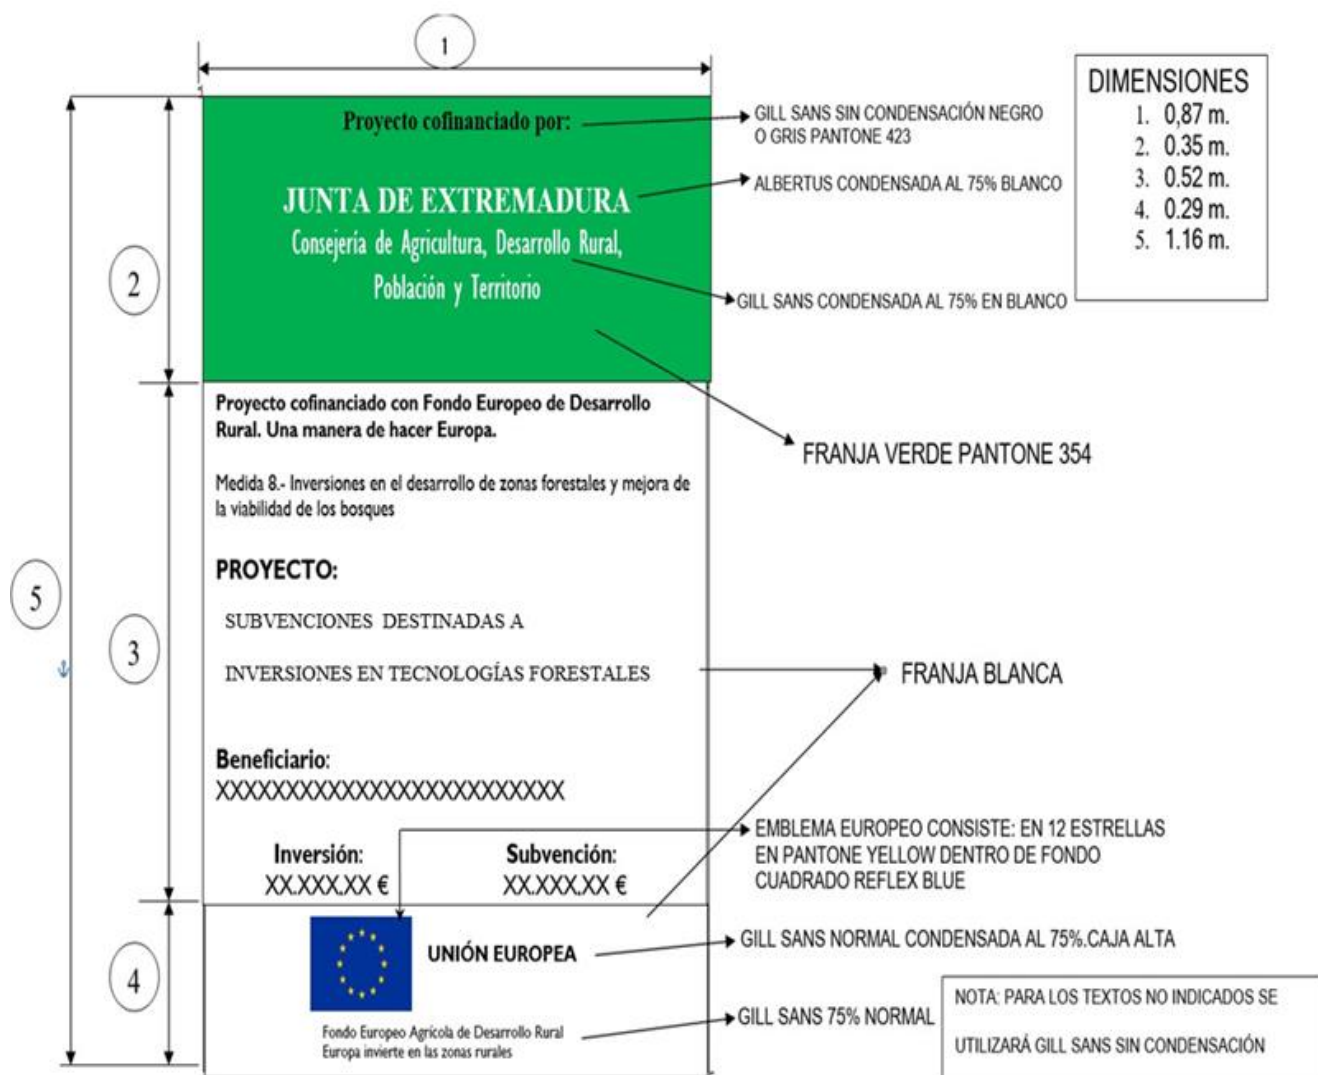 1
DIMENSIONES
1. 0,87 m.
2. 0.35 m.
3. 0.52 m.
4. 0.29 m.
5. 1.16 m.
Proyecto cofinanciado por:
GILL SANS SIN CONDENSACIÓN NEGRO
O GRIS PANTONE 423
JUNTA DE EXTREMADURA
ALBERTUS CONDENSADA AL 75% BLANCO
Consejería de Agricultura, Desarrollo Rural,
Población y Territorio
GILL SANS CONDENSADA AL 75% EN BLANCO
2
Proyecto cofinanciado con Fondo Europeo de Desarrollo
Rural. Una manera de hacer Europa.
FRANJA VERDE PANTONE 354
Medida 8.- Inversiones en el desarrollo de zonas forestales y mejora de
la viabilidad de los bosques
PROYECTO:
5
SUBVENCIONES DESTINADAS A
3
INVERSIONES EN TECNOLOGÍAS FORESTALES
FRANJA BLANCA
Beneficiario:
XXXXXXXXXXXXXXXXXXXXXXXXX
EMBLEMA EUROPEO CONSISTE: EN 12 ESTRELLAS
EN PANTONE YELLOW DENTRO DE FONDO
CUADRADO REFLEX BLUE
Inversión:
XX.XXX,XX €
Subvención:
XX.XXX,XX €
4
UNIÓN EUROPEA
GILL SANS NORMAL CONDENSADA AL 75%.CAJA ALTA
Fondo Europeo Agrícola de Desarrollo Rural
Europa invierte en las zonas rurales
GILL SANS 75% NORMAL
NOTA: PARA LOS TEXTOS NO INDICADOS SE
UTILIZARÁ GILL SANS SIN CONDENSACIÓN